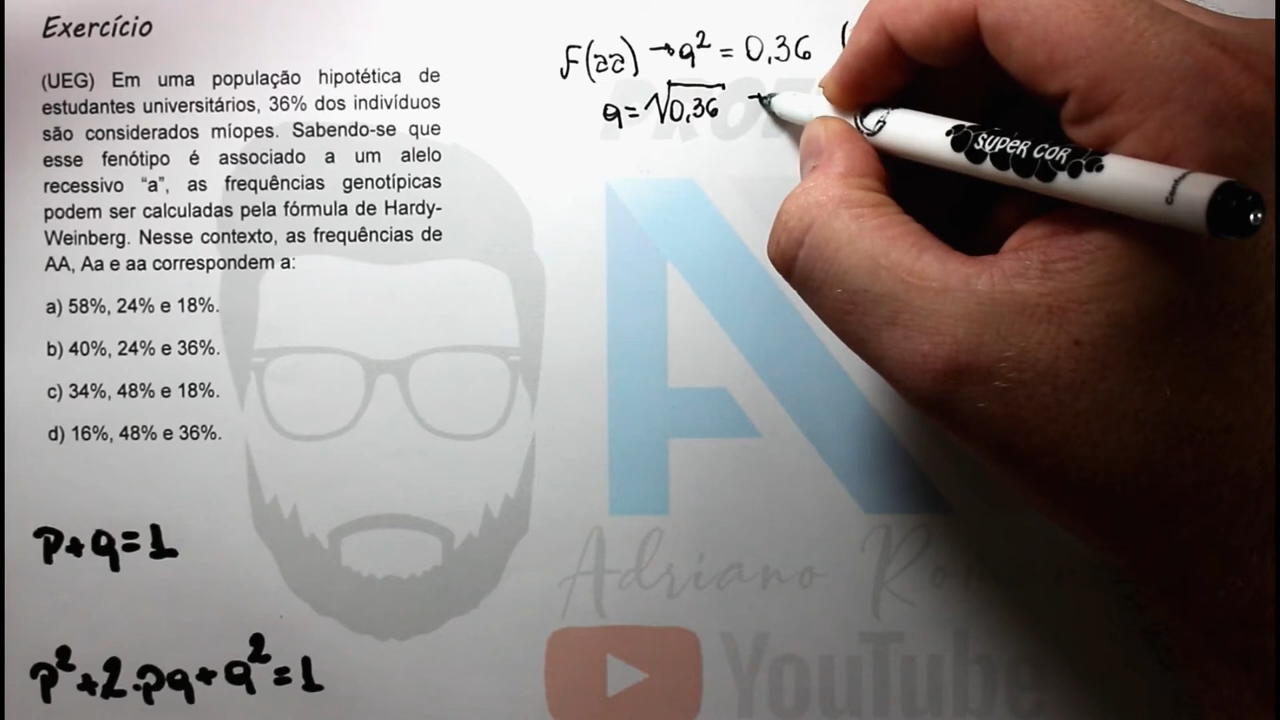 Exercício
(UEG) Em uma população hipotética de
estudantes universitários, 36% dos indivíduos
são considerados míopes. Sabendo-se que
esse fenótipo é associado a um alelo
recessivo “a”, as frequências genotípicas
podem ser calculadas pela fórmula de Hardy-
Weinberg. Nesse contexto, as frequências de
AA, Aa e aa correspondem a:
a) 58%, 24% e 18%.
b) 40%, 24% e 36%.
c) 34%, 48% e 18%.
d) 16%, 48% e 36%.
p+q=1
p²+2.pq+q²=1
F(aa) →q² = 0,36
q=√0,36
SUPER COR
Adriano
YouTube